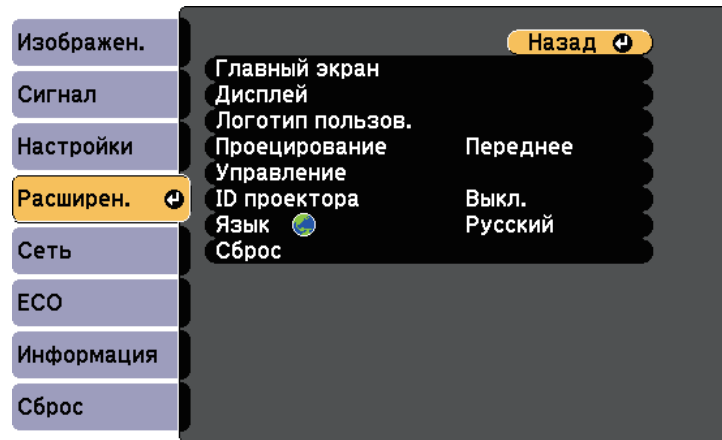 Изображен.
Сигнал
Настройки
Расширен.
Сеть
ECO
Информация
Сброс
Назад
Главный экран
Дисплей
Логотип пользов.
Проецирование Переднее
Управление
ID проектора Выкл.
Язык Русский
Сброс